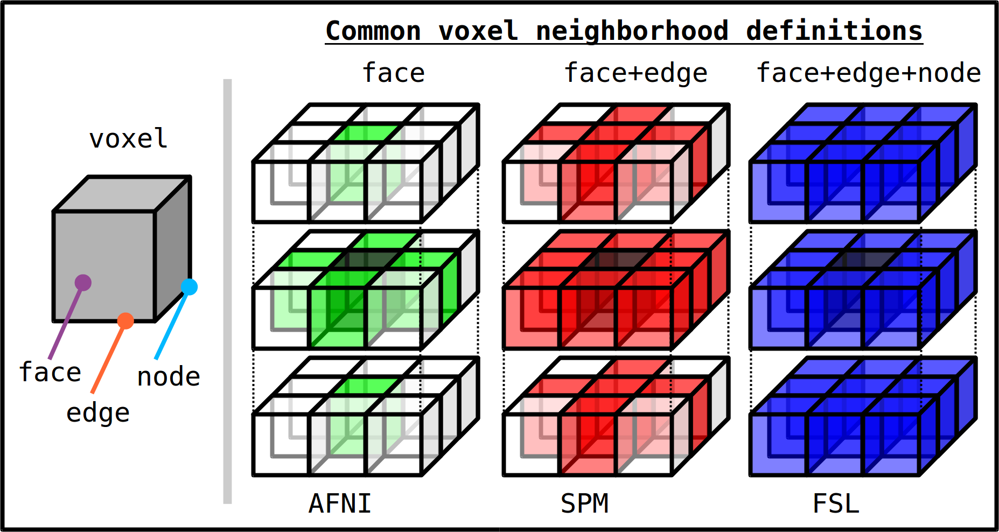 Common voxel neighborhood definitions
face
face+edge
face+edge+node
voxel
face
node
edge
AFNI
SPM
FSL